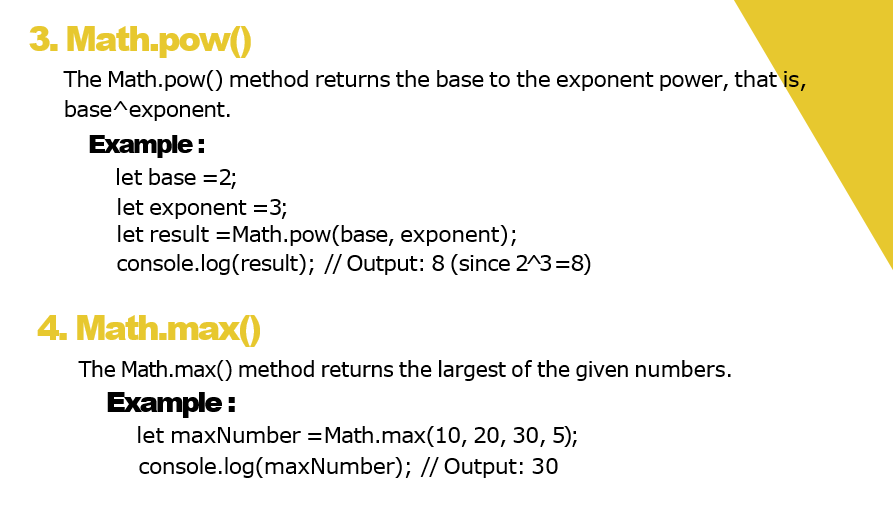 3. Math.pow()
The Math.pow() method returns the base to the exponent power, that is,
base^exponent.
Example :
let base =2;
let exponent =3;
let result =Math.pow(base, exponent);
console.log(result); // Output: 8 (since 2^3=8)
4. Math.max()
The Math.max() method returns the largest of the given numbers.
Example :
let maxNumber =Math.max(10, 20, 30, 5);
console.log(maxNumber); // Output: 30